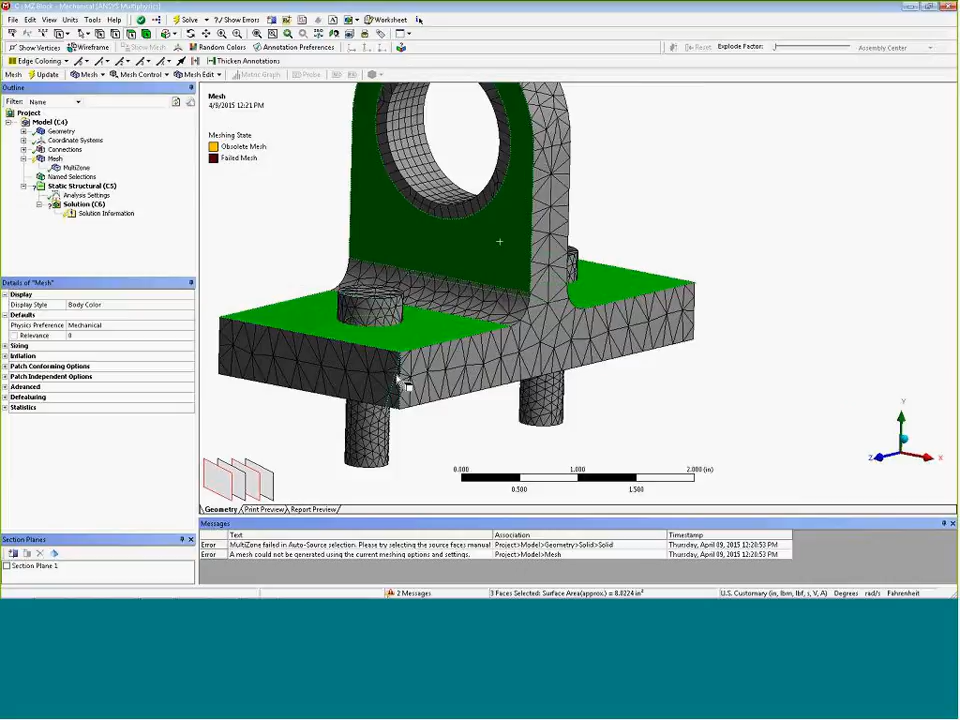 C : MZ Block - Mechanical [ANSYS Multiphysics]
File Edit View Units Tools Help Solve ?/ Show Errors Worksheet
Show Vertices Wireframe Show Mesh Random Colors Annotation Preferences Reset Explode Factor: Assembly Center
Edge Coloring Thicken Annotations
Mesh Update Mesh Mesh Control Mesh Edit Metric Graph Probe
Outline
Filter: Name
Project
Model (C4)
Geometry
Coordinate Systems
Connections
Mesh
MultiZone
Named Selections
Static Structural (C5)
Analysis Settings
Solution (C6)
Solution Information
Mesh
4/9/2015 12:21 PM
Meshing State
Obsolete Mesh
Failed Mesh
Details of "Mesh"
Display
Display Style Body Color
Defaults
Physics Preference Mechanical
Relevance 0
Sizing
Inflation
Patch Conforming Options
Patch Independent Options
Advanced
Defeaturing
Statistics
Y
Z
X
0.000 1.000 2.000 (in)
0.500 1.500
Geometry Print Preview Report Preview
Section Planes
Section Plane 1
Messages
Text Association Timestamp
Error MultiZone failed in Auto-Source selection. Please try selecting the source faces manual Project>Model>Geometry>Solid>Solid Thursday, April 09, 2015 12:20:53 PM
Error A mesh could not be generated using the current meshing options and settings. Project>Model>Mesh Thursday, April 09, 2015 12:20:53 PM
2 Messages 3 Faces Selected: Surface Area(approx.) = 8.0224 in² U.S. Customary (in, lbm, lbf, s, V, A) Degrees rad/s Fahrenheit